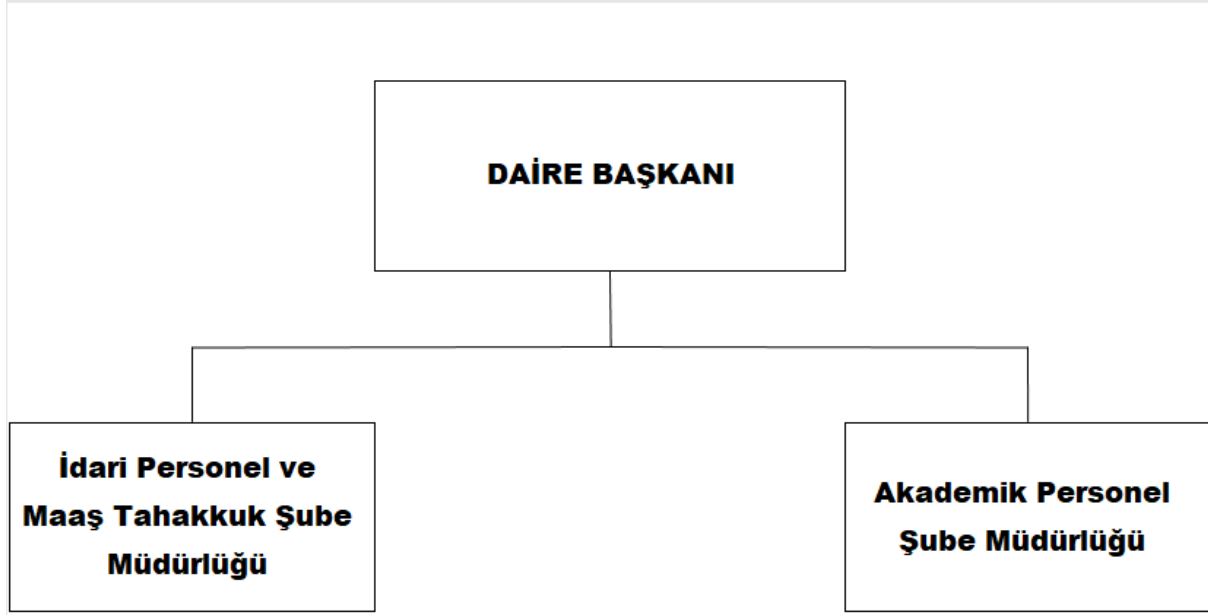 DAİRE BAŞKANI
İdari Personel ve
Maaş Tahakkuk Şube
Müdürlüğü
Akademik Personel
Şube Müdürlüğü